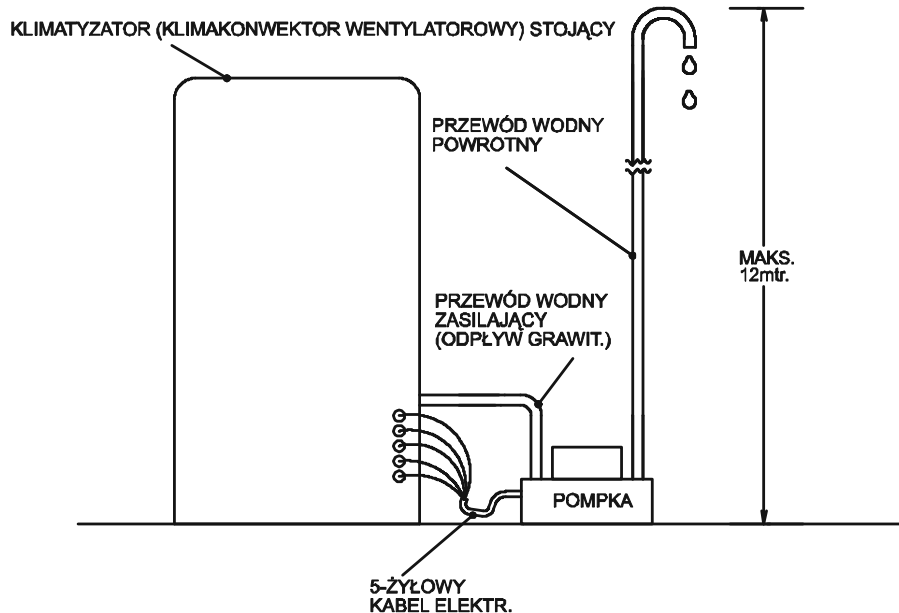 KLIMATYZATOR (KLIMAKONWEKTOR WENTYLATOROWY) STOJĄCY
PRZEWÓD WODNY
POWROTNY
MAKS.
12mtr.
PRZEWÓD WODNY
ZASILAJĄCY
(ODPŁYW GRAWIT.)
POMPKA
5-ŻYŁOWY
KABEL ELEKTR.